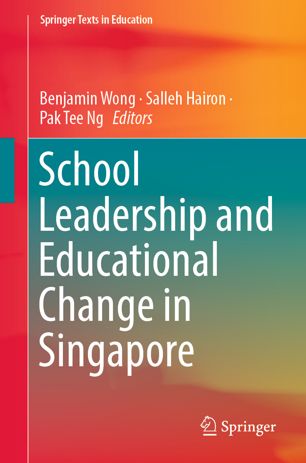 Springer Texts in Education
Benjamin Wong · Salleh Hairon ·
Pak Tee Ng Editors
School
Leadership and
Educational
Change in
Singapore
Springer